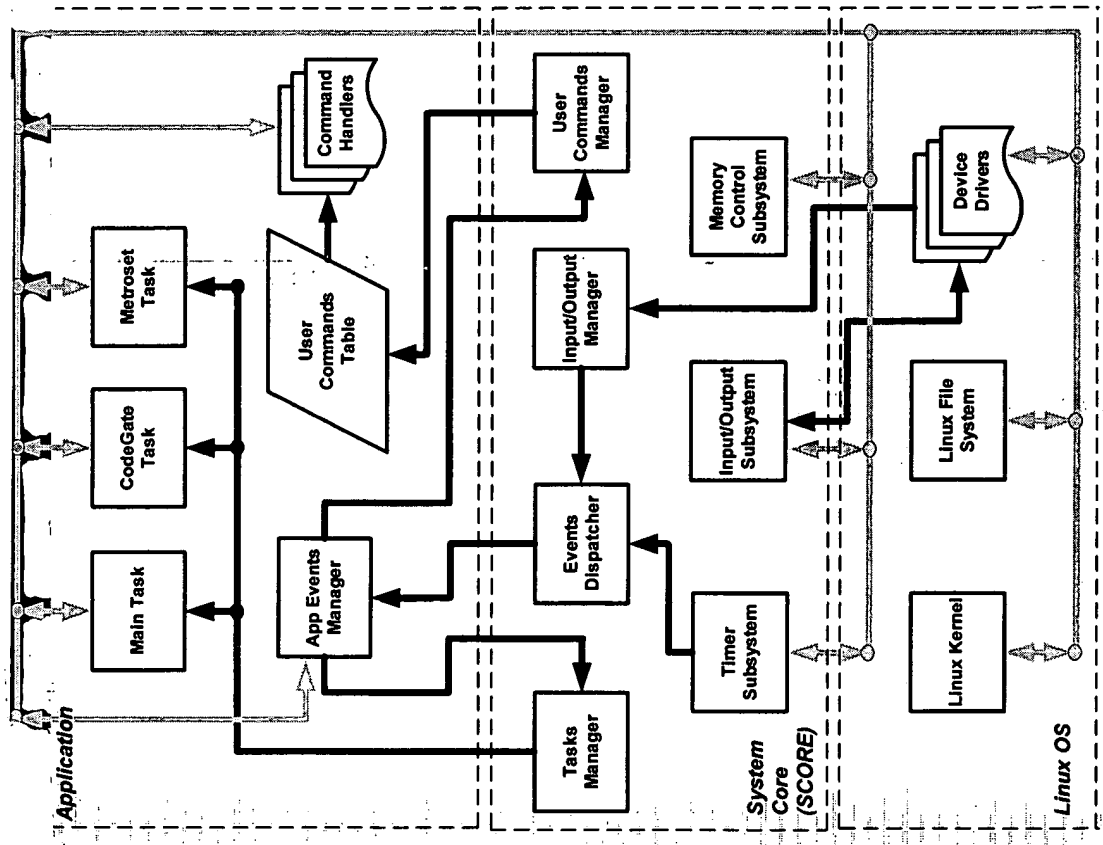 Application
Main Task
CodeGate
Task
Metroset
Task
App Events
Manager
User
Commands
Table
Command
Handlers
Tasks
Manager
Events
Dispatcher
Input/Output
Manager
User
Commands
Manager
Timer
Subsystem
Input/Output
Subsystem
Memory
Control
Subsystem
System
Core
(SCORE)
Linux Kernel
Linux File
System
Device
Drivers
Linux OS